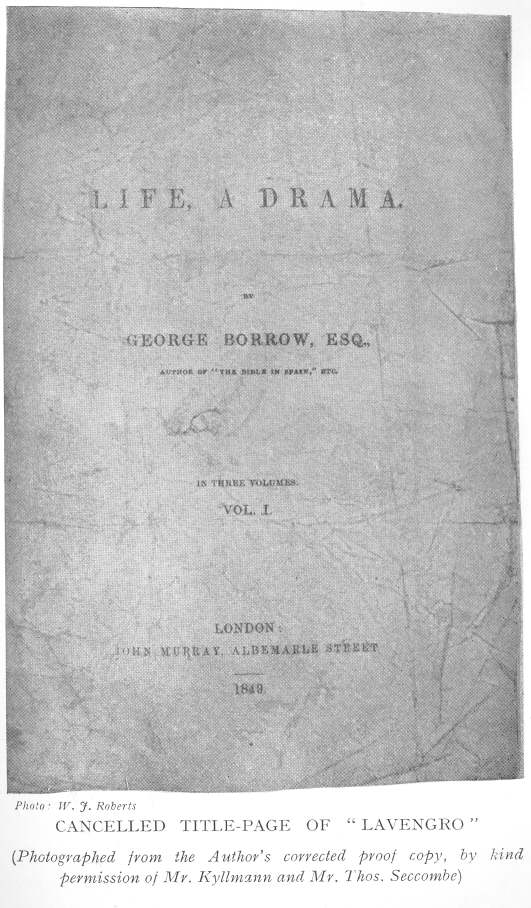 LIFE, A DRAMA.
BY
GEORGE BORROW, ESQ.,
AUTHOR OF "THE BIBLE IN SPAIN," ETC.
IN THREE VOLUMES.
VOL. I.
LONDON:
JOHN MURRAY, ALBEMARLE STREET
1849.
Photo: W. J. Roberts
CANCELLED TITLE-PAGE OF "LAVENGRO"
(Photographed from the Author's corrected proof copy, by kind
permission of Mr. Kyllmann and Mr. Thos. Seccombe)